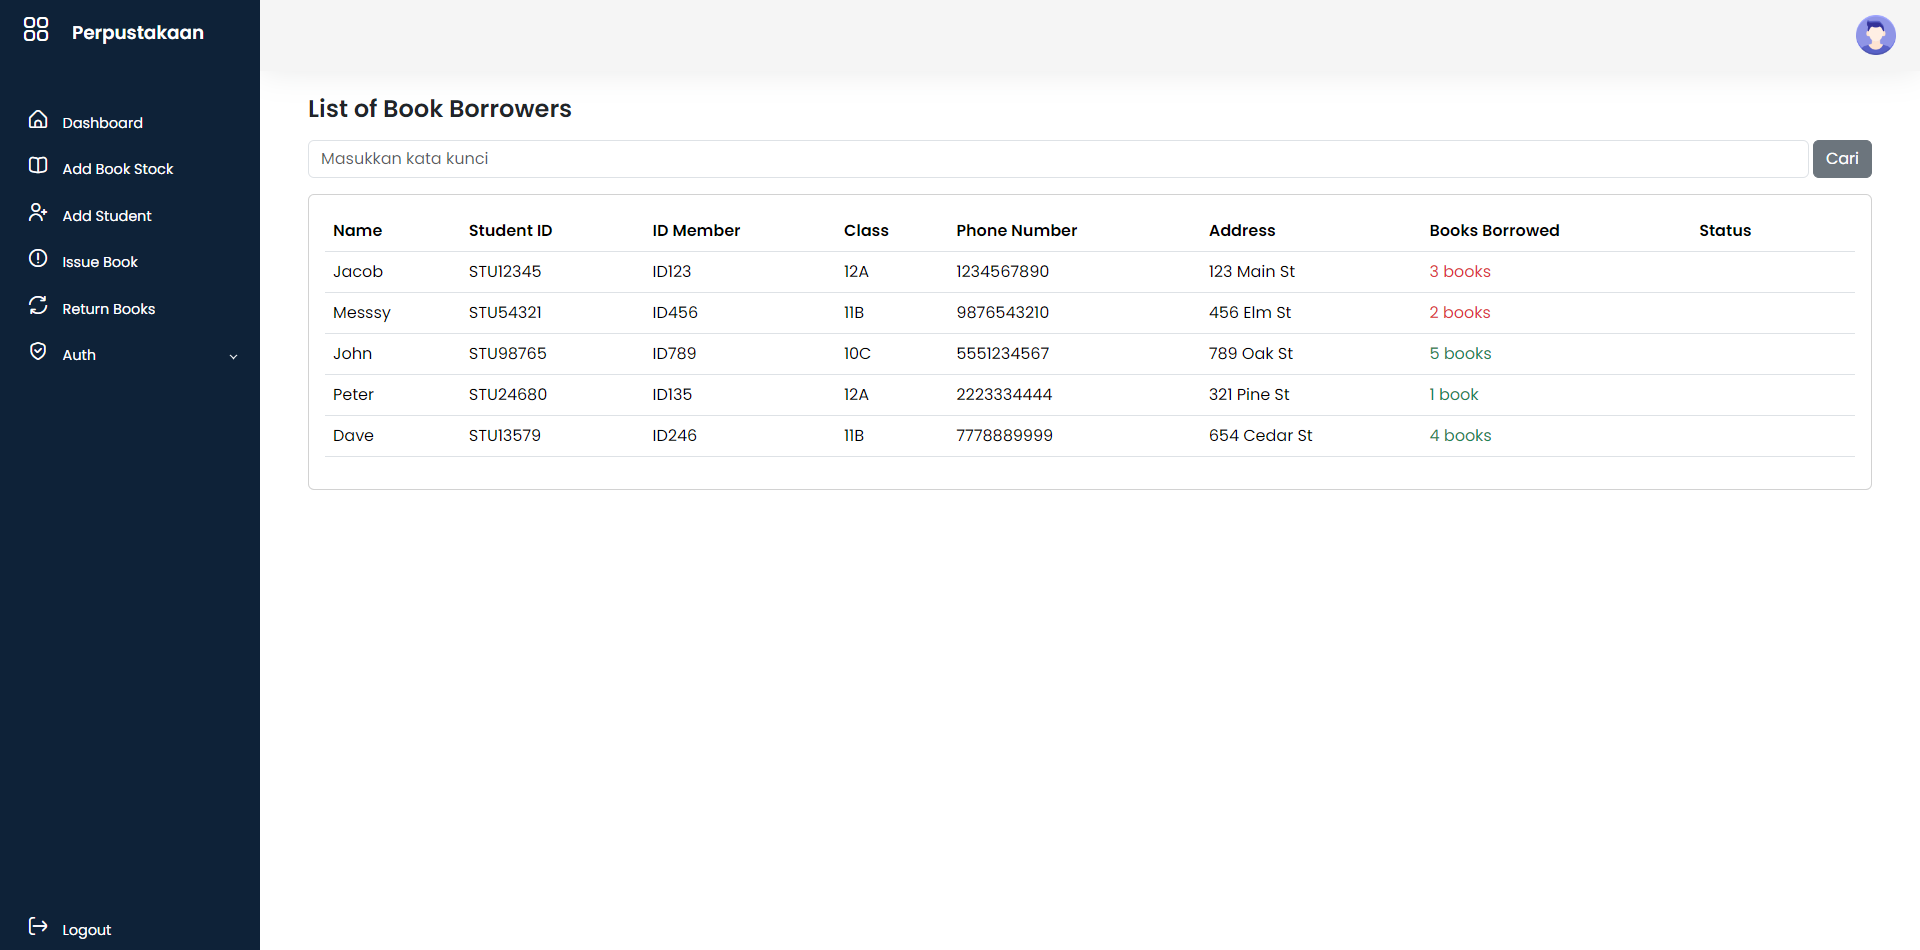 Perpustakaan
Dashboard
Add Book Stock
Add Student
Issue Book
Return Books
Auth
Logout
List of Book Borrowers
Masukkan kata kunci Cari
Name Student ID ID Member Class Phone Number Address Books Borrowed Status
Jacob STU12345 ID123 12A 1234567890 123 Main St 3 books
Messsy STU54321 ID456 11B 9876543210 456 Elm St 2 books
John STU98765 ID789 10C 5551234567 789 Oak St 5 books
Peter STU24680 ID135 12A 2223334444 321 Pine St 1 book
Dave STU13579 ID246 11B 7778889999 654 Cedar St 4 books